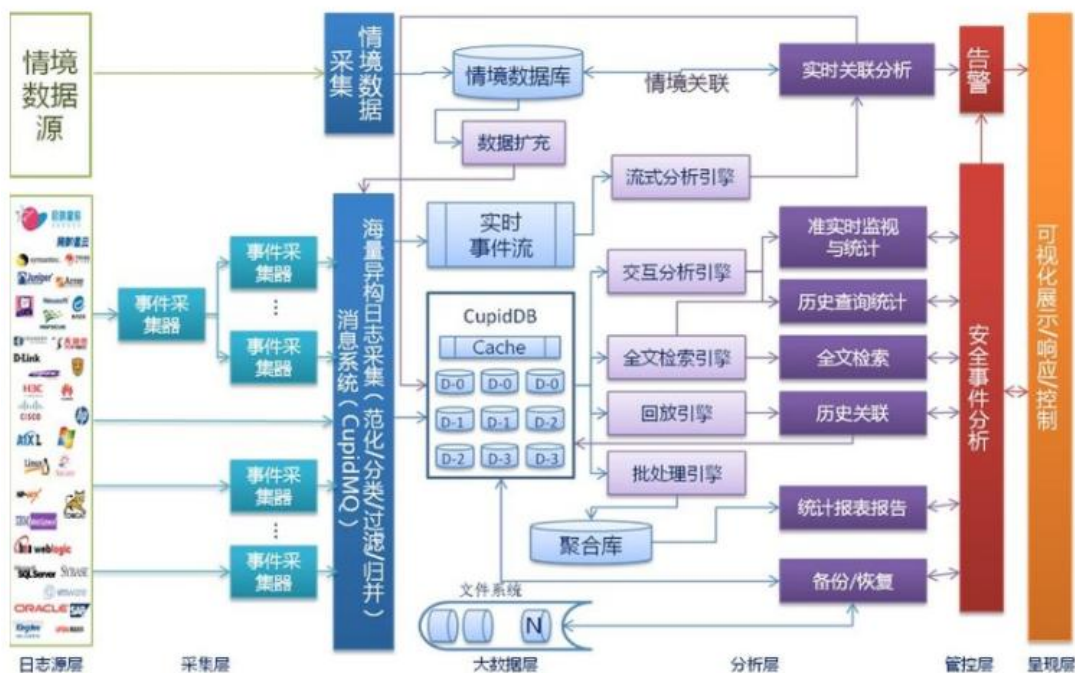 情境
数据
源
情境数据
采集
情境数据库
情境关联
实时关联分析
告警
数据扩充
流式分析引擎
海量异构日志采集（范化/分类/过滤/归并）
消息系统（CupidMQ）
实时
事件流
事件采
集器
事件采
集器
⋮
事件采
集器
事件采
集器
⋮
事件采
集器
CupidDB
Cache
D-0
D-0
D-0
D-1
D-1
D-2
D-2
D-3
D-3
交互分析引擎
全文检索引擎
回放引擎
批处理引擎
聚合库
准实时监视
与统计
历史查询统计
全文检索
历史关联
统计报表报告
备份/恢复
安全事件分析
可视化展示/响应/控制
文件系统
N
symantec
Juniper
Neusoft
D-Link
H3C
CISCO
hp
AIX
Linux
IBM
weblogic
SQL Server
SYBASE
vmware
ORACLE
SAP
日志源层
采集层
大数据层
分析层
管控层
呈现层